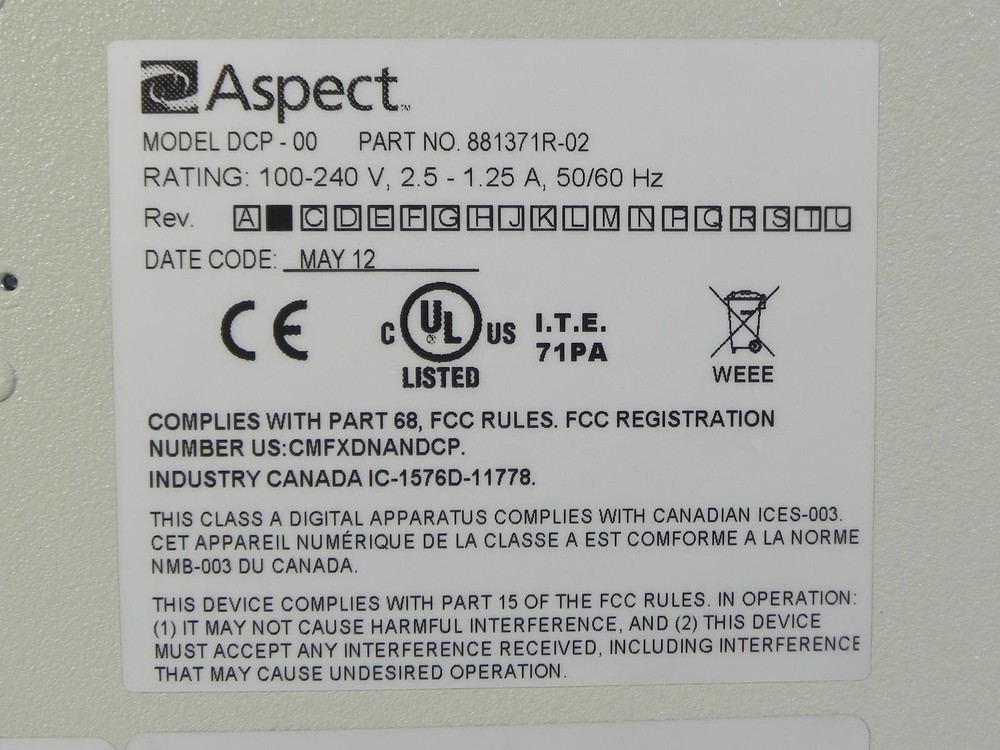 Aspect™
MODEL DCP - 00 PART NO. 881371R-02
RATING: 100-240 V, 2.5 - 1.25 A, 50/60 Hz
Rev. A ■ C D E F G H J K L M N P Q R S T U
DATE CODE: MAY 12
CE C UL ® US LISTED I.T.E. 71PA WEEE
COMPLIES WITH PART 68, FCC RULES. FCC REGISTRATION
NUMBER US:CMFXDNANDCP.
INDUSTRY CANADA IC-1576D-11778.
THIS CLASS A DIGITAL APPARATUS COMPLIES WITH CANADIAN ICES-003.
CET APPAREIL NUMÉRIQUE DE LA CLASSE A EST COMFORME A LA NORME
NMB-003 DU CANADA.
THIS DEVICE COMPLIES WITH PART 15 OF THE FCC RULES. IN OPERATION:
(1) IT MAY NOT CAUSE HARMFUL INTERFERENCE, AND (2) THIS DEVICE
MUST ACCEPT ANY INTERFERENCE RECEIVED, INCLUDING INTERFERENCE
THAT MAY CAUSE UNDESIRED OPERATION.